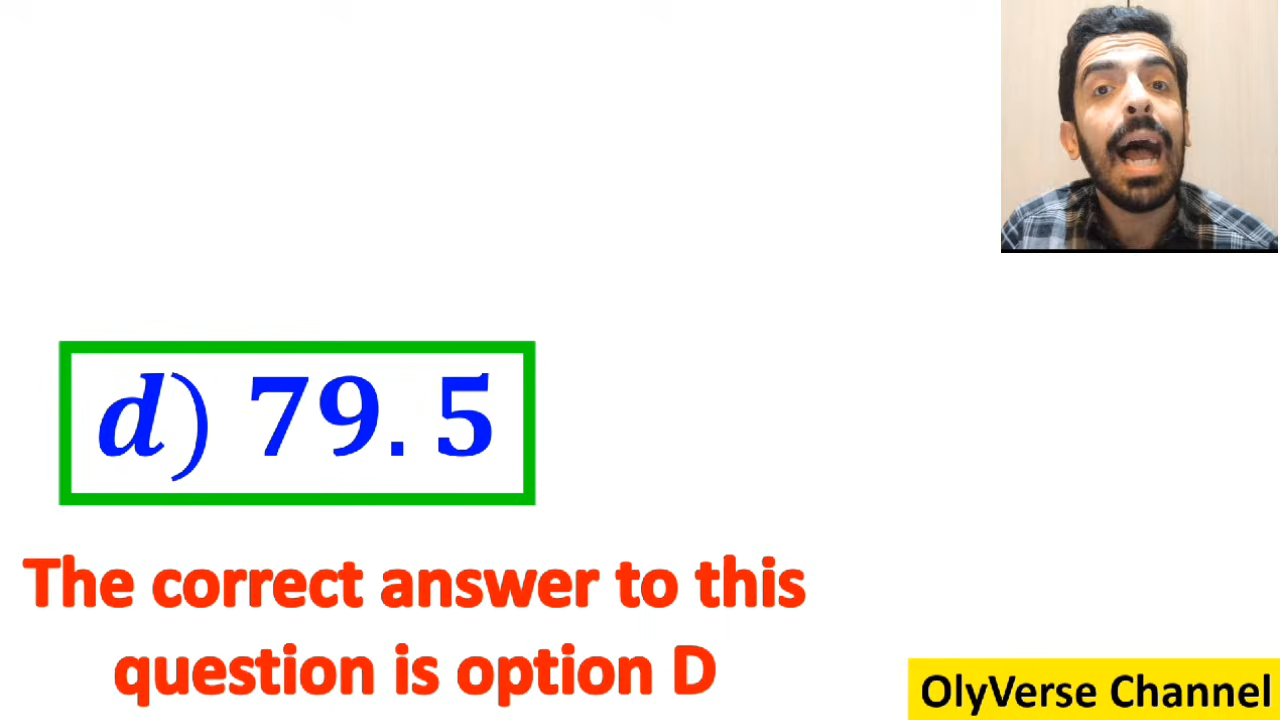 d) 79.5
The correct answer to this
question is option D
OlyVerse Channel